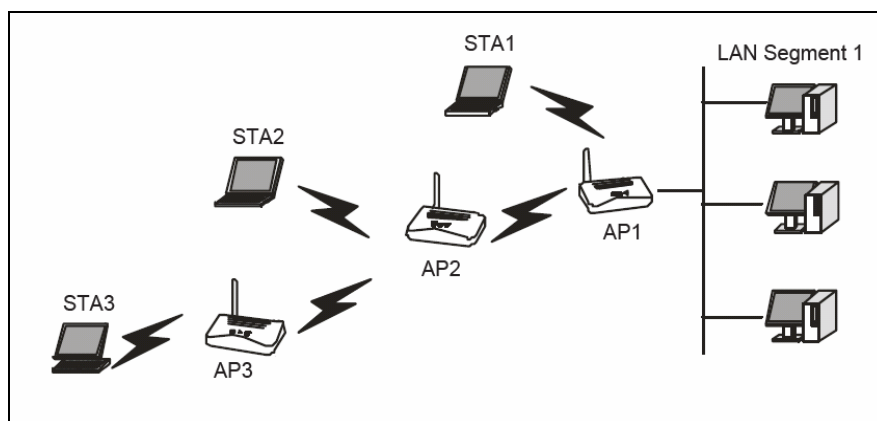 STA1
LAN Segment 1
STA2
AP1
AP2
STA3
AP3